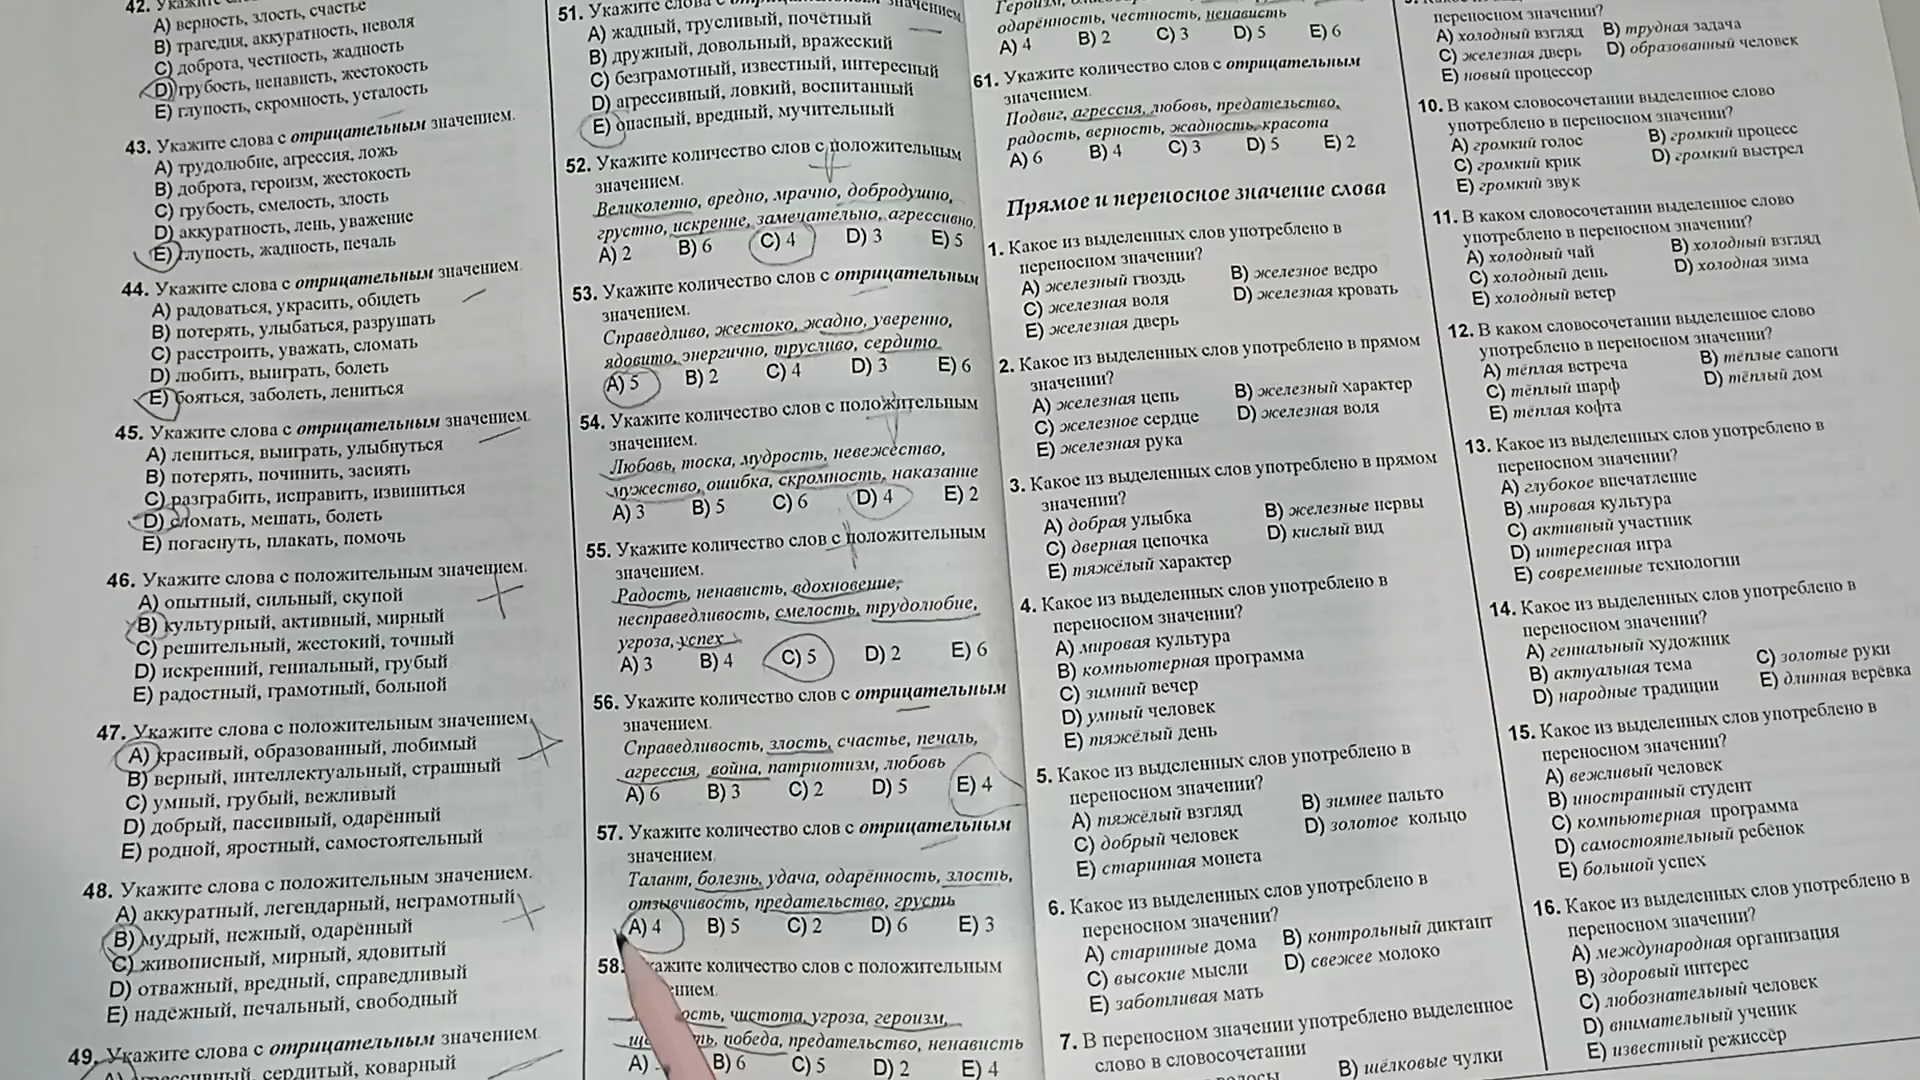 42.
A) верность, злость, счастье
B) трагедия, аккуратность, неволя
C) доброта, честность, жадность
D) грубость, ненависть, жестокость
E) глупость, скромность, усталость
43. Укажите слова с отрицательным значением.
A) трудолюбие, агрессия, ложь
B) доброта, героизм, жестокость
C) грубость, смелость, злость
D) аккуратность, лень, уважение
E) глупость, жадность, печаль
44. Укажите слова с отрицательным значением.
A) радоваться, украсить, обидеть
B) потерять, улыбаться, разрушать
C) расстроить, уважать, сломать
D) любить, выиграть, болеть
E) бояться, заболеть, лениться
45. Укажите слова с отрицательным значением.
A) лениться, выиграть, улыбнуться
B) потерять, починить, засиять
C) разграбить, исправить, извиниться
D) сломать, мешать, болеть
E) погаснуть, плакать, помочь
46. Укажите слова с положительным значением.
A) опытный, сильный, скупой
B) культурный, активный, мирный
C) решительный, жестокий, точный
D) искренний, гениальный, грубый
E) радостный, грамотный, больной
47. Укажите слова с положительным значением.
A) красивый, образованный, любимый
B) верный, интеллектуальный, страшный
C) умный, грубый, вежливый
D) добрый, пассивный, одарённый
E) родной, яростный, самостоятельный
48. Укажите слова с положительным значением.
A) аккуратный, легендарный, неграмотный
B) мудрый, нежный, одарённый
C) живописный, мирный, ядовитый
D) отважный, вредный, справедливый
E) надёжный, печальный, свободный
49. Укажите слова с отрицательным значением.
сердитый, коварный
51. Укажите слова с значением.
A) жадный, трусливый, почётный
B) дружный, довольный, вражеский
C) безграмотный, известный, интересный
D) агрессивный, ловкий, воспитанный
E) опасный, вредный, мучительный
52. Укажите количество слов с положительным
значением.
Великолепно, вредно, мрачно, добродушно,
грустно, искренне, замечательно, агрессивно.
A) 2 B) 6 C) 4 D) 3 E) 5
53. Укажите количество слов с отрицательным
значением.
Справедливо, жестоко, жадно, уверенно,
ядовито, энергично, трусливо, сердито
A) 5 B) 2 C) 4 D) 3 E) 6
54. Укажите количество слов с положительным
значением.
Любовь, тоска, мудрость, невежество,
мужество, ошибка, скромность, наказание
A) 3 B) 5 C) 6 D) 4 E) 2
55. Укажите количество слов с положительным
значением.
Радость, ненависть, вдохновение,
несправедливость, смелость, трудолюбие,
угроза, успех
A) 3 B) 4 C) 5 D) 2 E) 6
56. Укажите количество слов с отрицательным
значением.
Справедливость, злость, счастье, печаль,
агрессия, война, патриотизм, любовь
A) 6 B) 3 C) 2 D) 5 E) 4
57. Укажите количество слов с отрицательным
значением.
Талант, болезнь, удача, одарённость, злость,
отзывчивость, предательство, грусть
A) 4 B) 5 C) 2 D) 6 E) 3
58. количество слов с положительным
чистота, угроза, героизм,
победа, предательство, ненависть
A) B) 6 C) 5 D) 2 E) 4
одарённость, честность, ненависть
A) 4 B) 2 C) 3 D) 5 E) 6
61. Укажите количество слов с отрицательным
значением.
Подвиг, агрессия, любовь, предательство,
радость, верность, жадность, красота
A) 6 B) 4 C) 3 D) 5 E) 2
Прямое и переносное значение слова
1. Какое из выделенных слов употреблено в
переносном значении?
A) железный гвоздь B) железное ведро
C) железная воля D) железная кровать
E) железная дверь
2. Какое из выделенных слов употреблено в прямом
значении?
A) железная цепь B) железный характер
C) железное сердце D) железная воля
E) железная рука
3. Какое из выделенных слов употреблено в прямом
значении?
A) добрая улыбка B) железные нервы
C) дверная цепочка D) кислый вид
E) тяжёлый характер
4. Какое из выделенных слов употреблено в
переносном значении?
A) мировая культура
B) компьютерная программа
C) зимний вечер
D) умный человек
E) тяжёлый день
5. Какое из выделенных слов употреблено в
переносном значении?
A) тяжёлый взгляд B) зимнее пальто
C) добрый человек D) золотое кольцо
E) старинная монета
6. Какое из выделенных слов употреблено в
переносном значении?
A) старинные дома B) контрольный диктант
C) высокие мысли D) свежее молоко
E) заботливая мать
7. В переносном значении употреблено выделенное
слово в словосочетании
B) шёлковые чулки
переносном значении?
A) холодный взгляд B) трудная задача
C) железная дверь D) образованный человек
E) новый процессор
10. В каком словосочетании выделенное слово
употреблено в переносном значении?
A) громкий голос B) громкий процесс
C) громкий крик D) громкий выстрел
E) громкий звук
11. В каком словосочетании выделенное слово
употреблено в переносном значении?
A) холодный чай B) холодный взгляд
C) холодный день D) холодная зима
E) холодный ветер
12. В каком словосочетании выделенное слово
употреблено в переносном значении?
A) тёплая встреча B) тёплые сапоги
C) тёплый шарф D) тёплый дом
E) тёплая кофта
13. Какое из выделенных слов употреблено в
переносном значении?
A) глубокое впечатление
B) мировая культура
C) активный участник
D) интересная игра
E) современные технологии
14. Какое из выделенных слов употреблено в
переносном значении?
A) гениальный художник
B) актуальная тема C) золотые руки
D) народные традиции E) длинная верёвка
15. Какое из выделенных слов употреблено в
переносном значении?
A) вежливый человек
B) иностранный студент
C) компьютерная программа
D) самостоятельный ребёнок
E) большой успех
16. Какое из выделенных слов употреблено в
переносном значении?
A) международная организация
B) здоровый интерес
C) любознательный человек
D) внимательный ученик
E) известный режиссёр